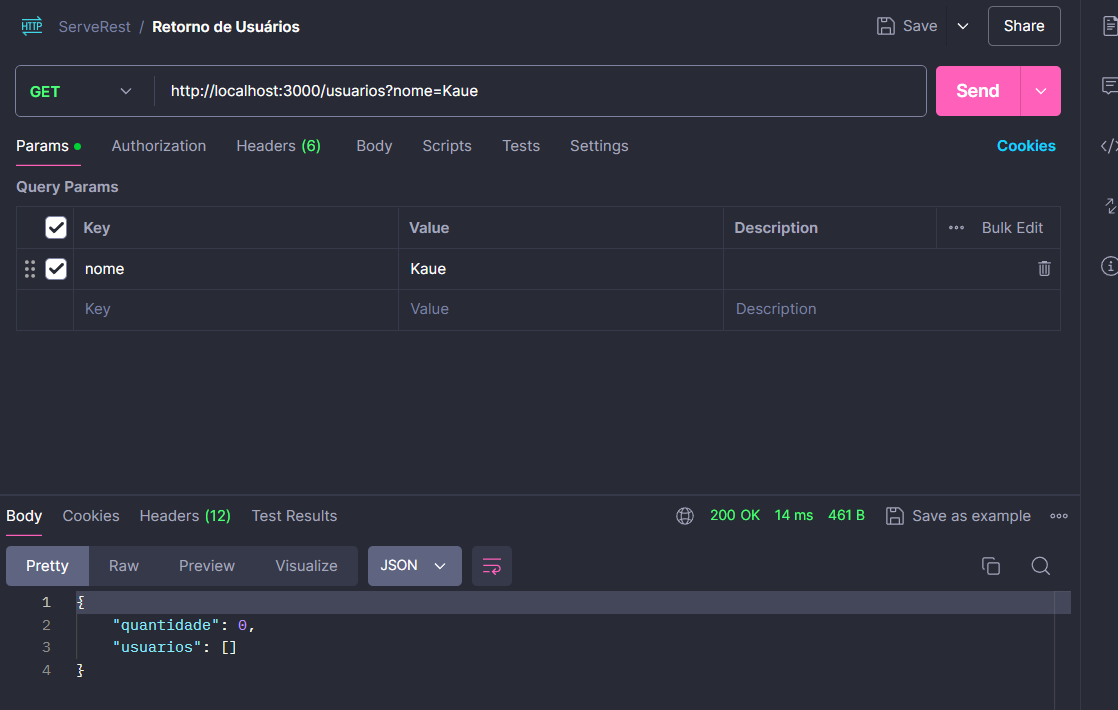 HTTP ServeRest / Retorno de Usuários Save Share
GET http://localhost:3000/usuarios?nome=Kaue Send
Params Authorization Headers (6) Body Scripts Tests Settings Cookies
Query Params
Key Value Description Bulk Edit
nome Kaue
Key Value Description
Body Cookies Headers (12) Test Results 200 OK 14 ms 461 B Save as example
Pretty Raw Preview Visualize JSON
1 {
2 "quantidade": 0,
3 "usuarios": []
4 }